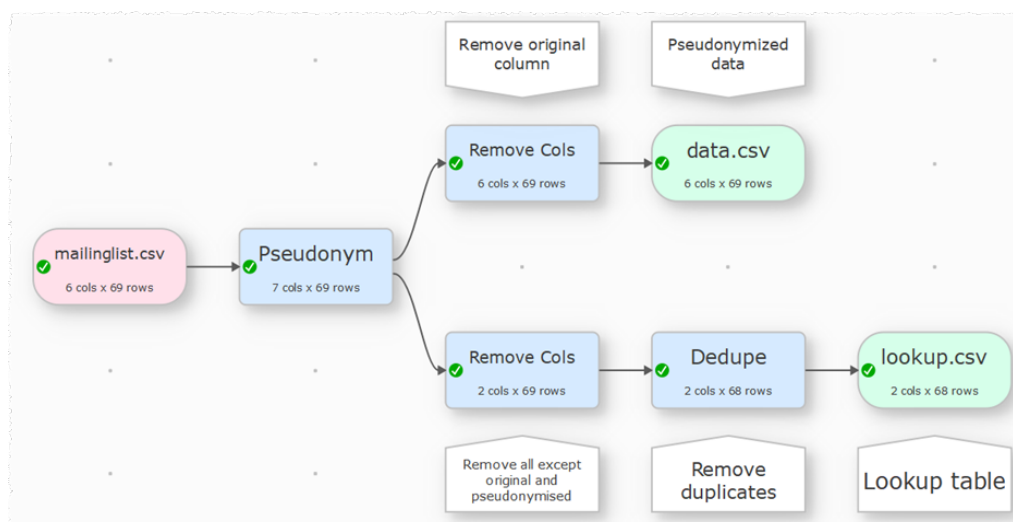 Remove original
column
Pseudonymized
data
Remove Cols
6 cols x 69 rows
data.csv
6 cols x 69 rows
mailinglist.csv
6 cols x 69 rows
Pseudonym
7 cols x 69 rows
Remove Cols
2 cols x 69 rows
Dedupe
2 cols x 68 rows
lookup.csv
2 cols x 68 rows
Remove all except
original and
pseudonymised
Remove
duplicates
Lookup table